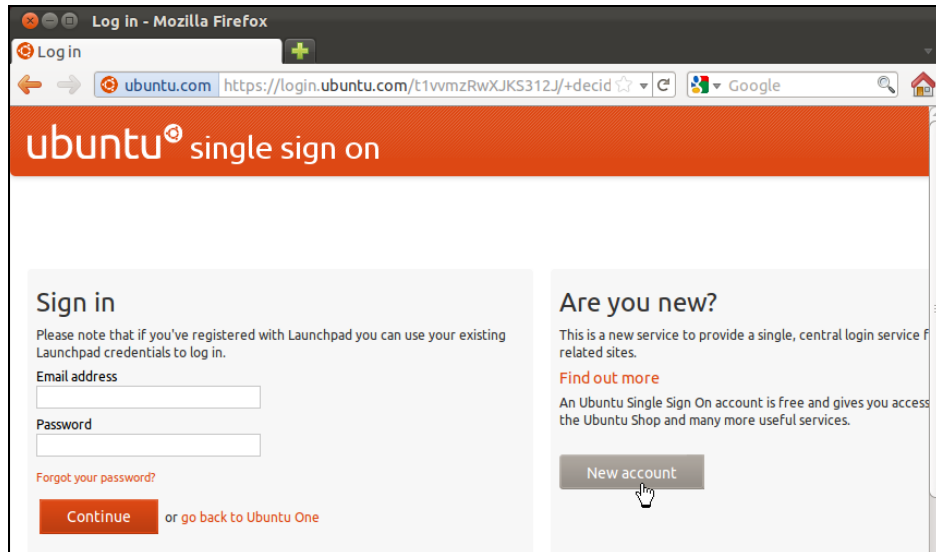 Log in - Mozilla Firefox
Log in
ubuntu.com https://login.ubuntu.com/t1vvmzRwXJKS312J/+decid Google
ubuntu single sign on
Sign in
Please note that if you've registered with Launchpad you can use your existing
Launchpad credentials to log in.
Email address
Password
Forgot your password?
Continue or go back to Ubuntu One
Are you new?
This is a new service to provide a single, central login service f
related sites.
Find out more
An Ubuntu Single Sign On account is free and gives you access
the Ubuntu Shop and many more useful services.
New account